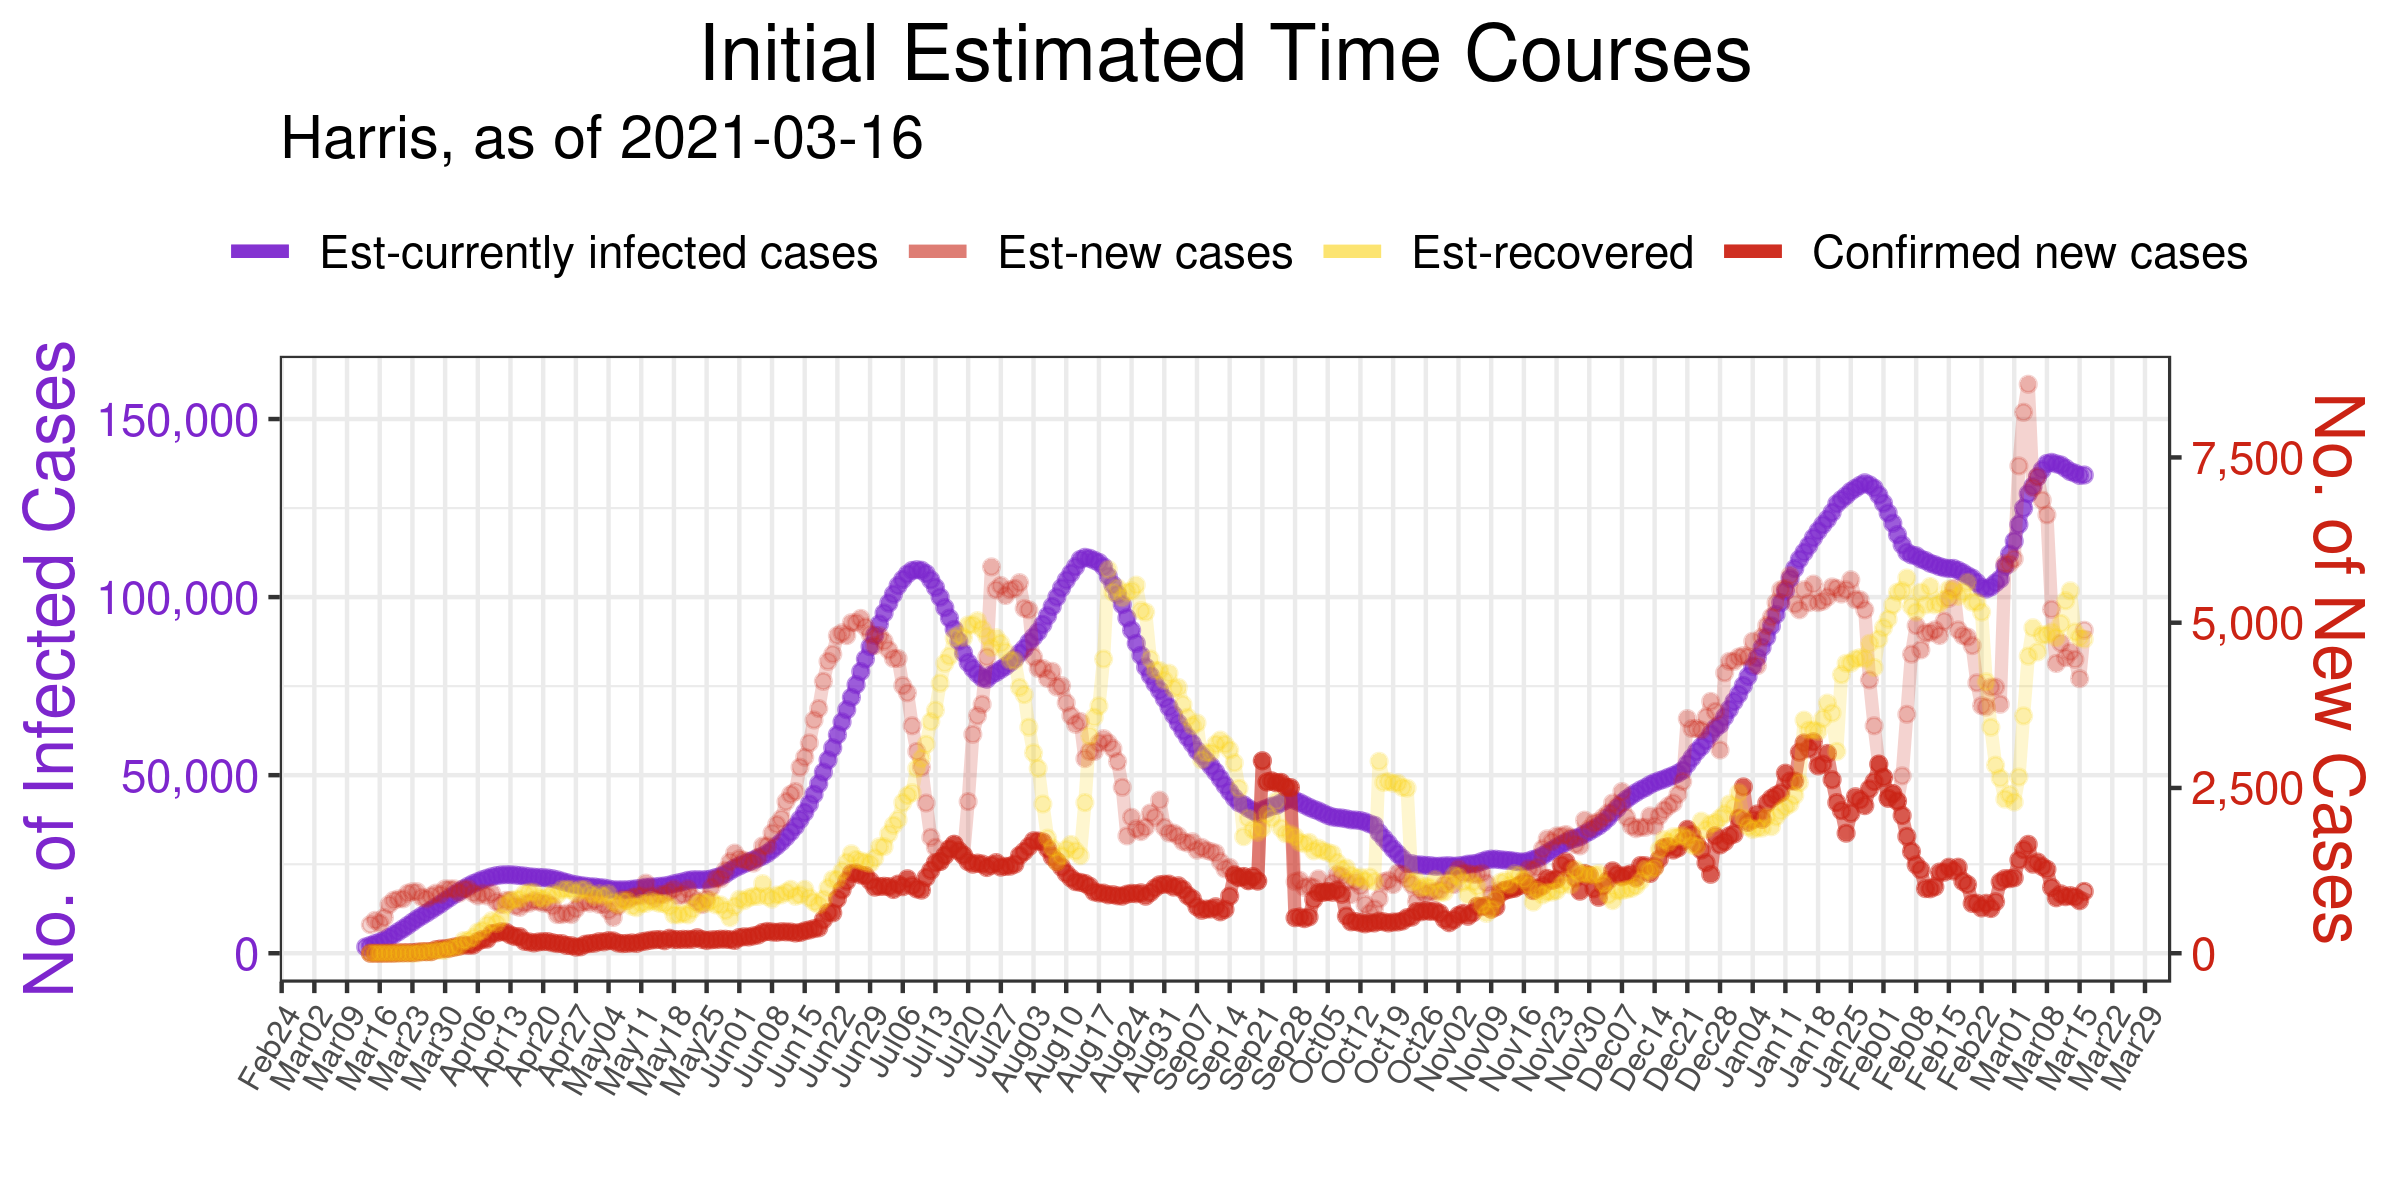 Initial Estimated Time Courses
Harris, as of 2021-03-16
Est-currently infected cases Est-new cases Est-recovered Confirmed new cases
No. of Infected Cases
150,000
100,000
50,000
0
7,500
5,000
2,500
0
No. of New Cases
Feb24 Mar02 Mar09 Mar16 Mar23 Mar30 Apr06 Apr13 Apr20 Apr27 May04 May11 May18 May25 Jun01 Jun08 Jun15 Jun22 Jun29 Jul06 Jul13 Jul20 Jul27 Aug03 Aug10 Aug17 Aug24 Aug31 Sep07 Sep14 Sep21 Sep28 Oct05 Oct12 Oct19 Oct26 Nov02 Nov09 Nov16 Nov23 Nov30 Dec07 Dec14 Dec21 Dec28 Jan04 Jan11 Jan18 Jan25 Feb01 Feb08 Feb15 Feb22 Mar01 Mar08 Mar15 Mar22 Mar29